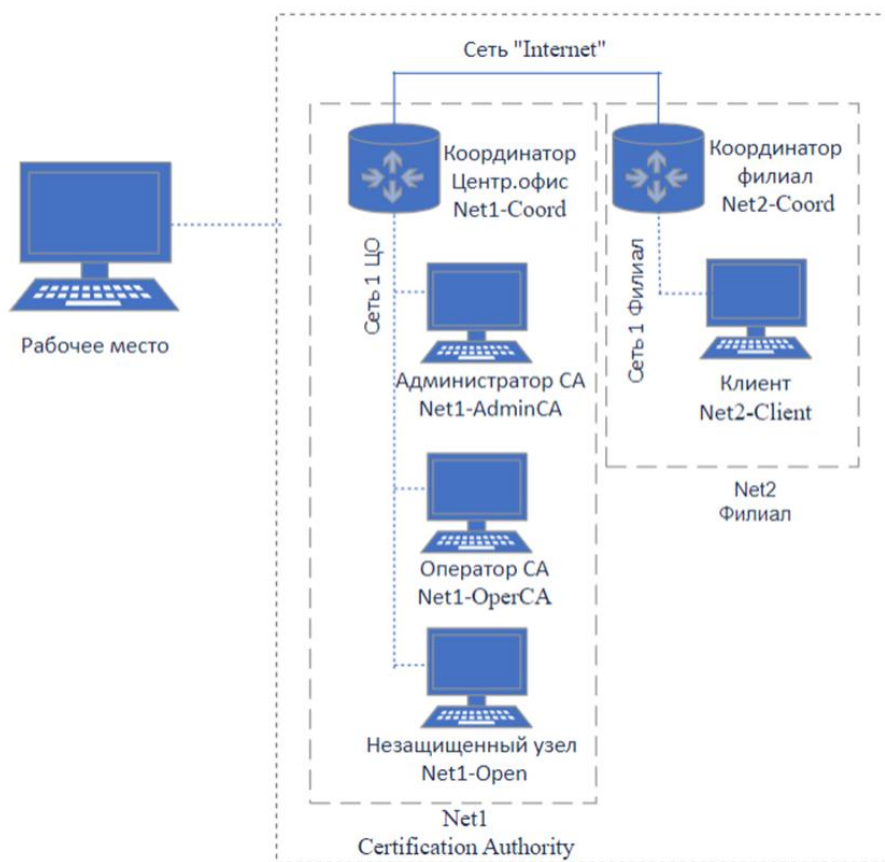 Сеть "Internet"
Координатор
Центр.офис
Net1-Coord
Координатор
филиал
Net2-Coord
Сеть 1 ЦО
Сеть 1 Филиал
Рабочее место
Администратор CA
Net1-AdminCA
Клиент
Net2-Client
Net2
Филиал
Оператор CA
Net1-OperCA
Незащищенный узел
Net1-Open
Net1
Certification Authority